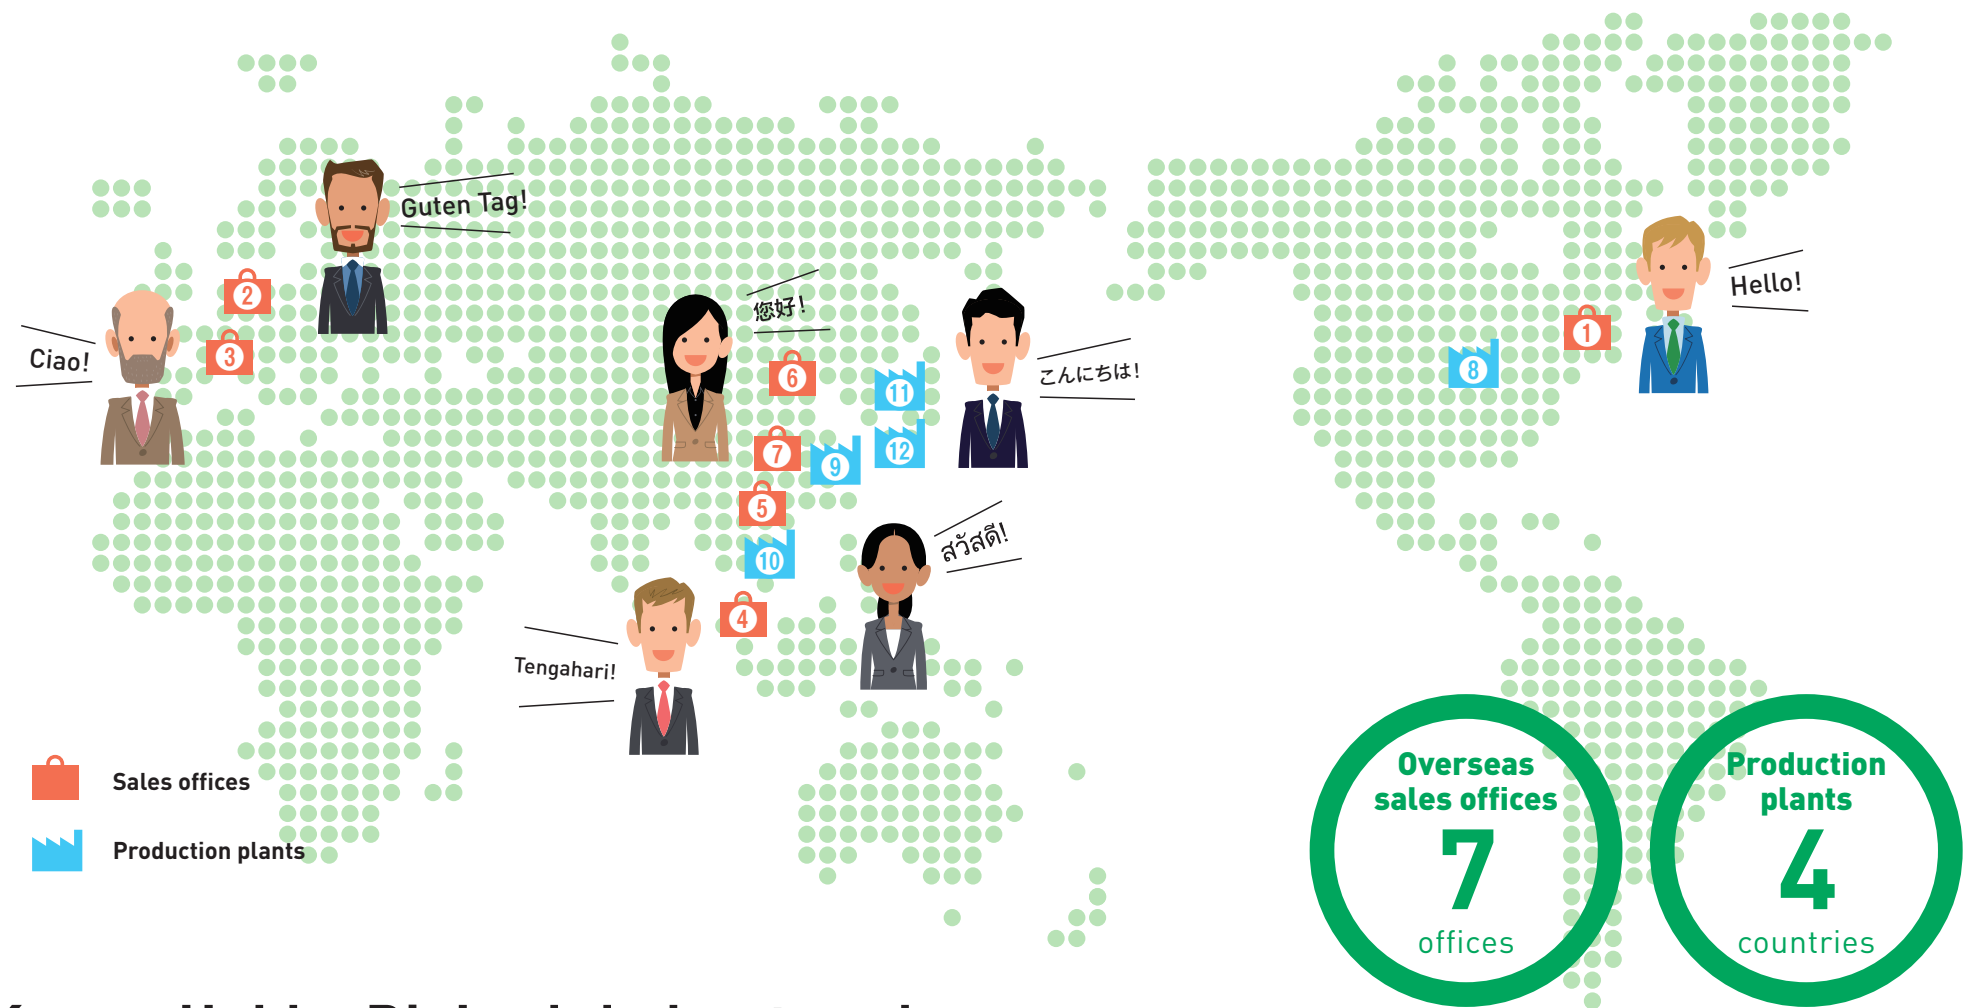 Guten Tag!
Ciao!
您好!
こんにちは!
Hello!
สวัสดี!
Tengahari!
2
3
1
6
11
8
7
9
12
5
10
4
Sales offices
Production plants
Overseas
sales offices
7
offices
Production
plants
4
countries